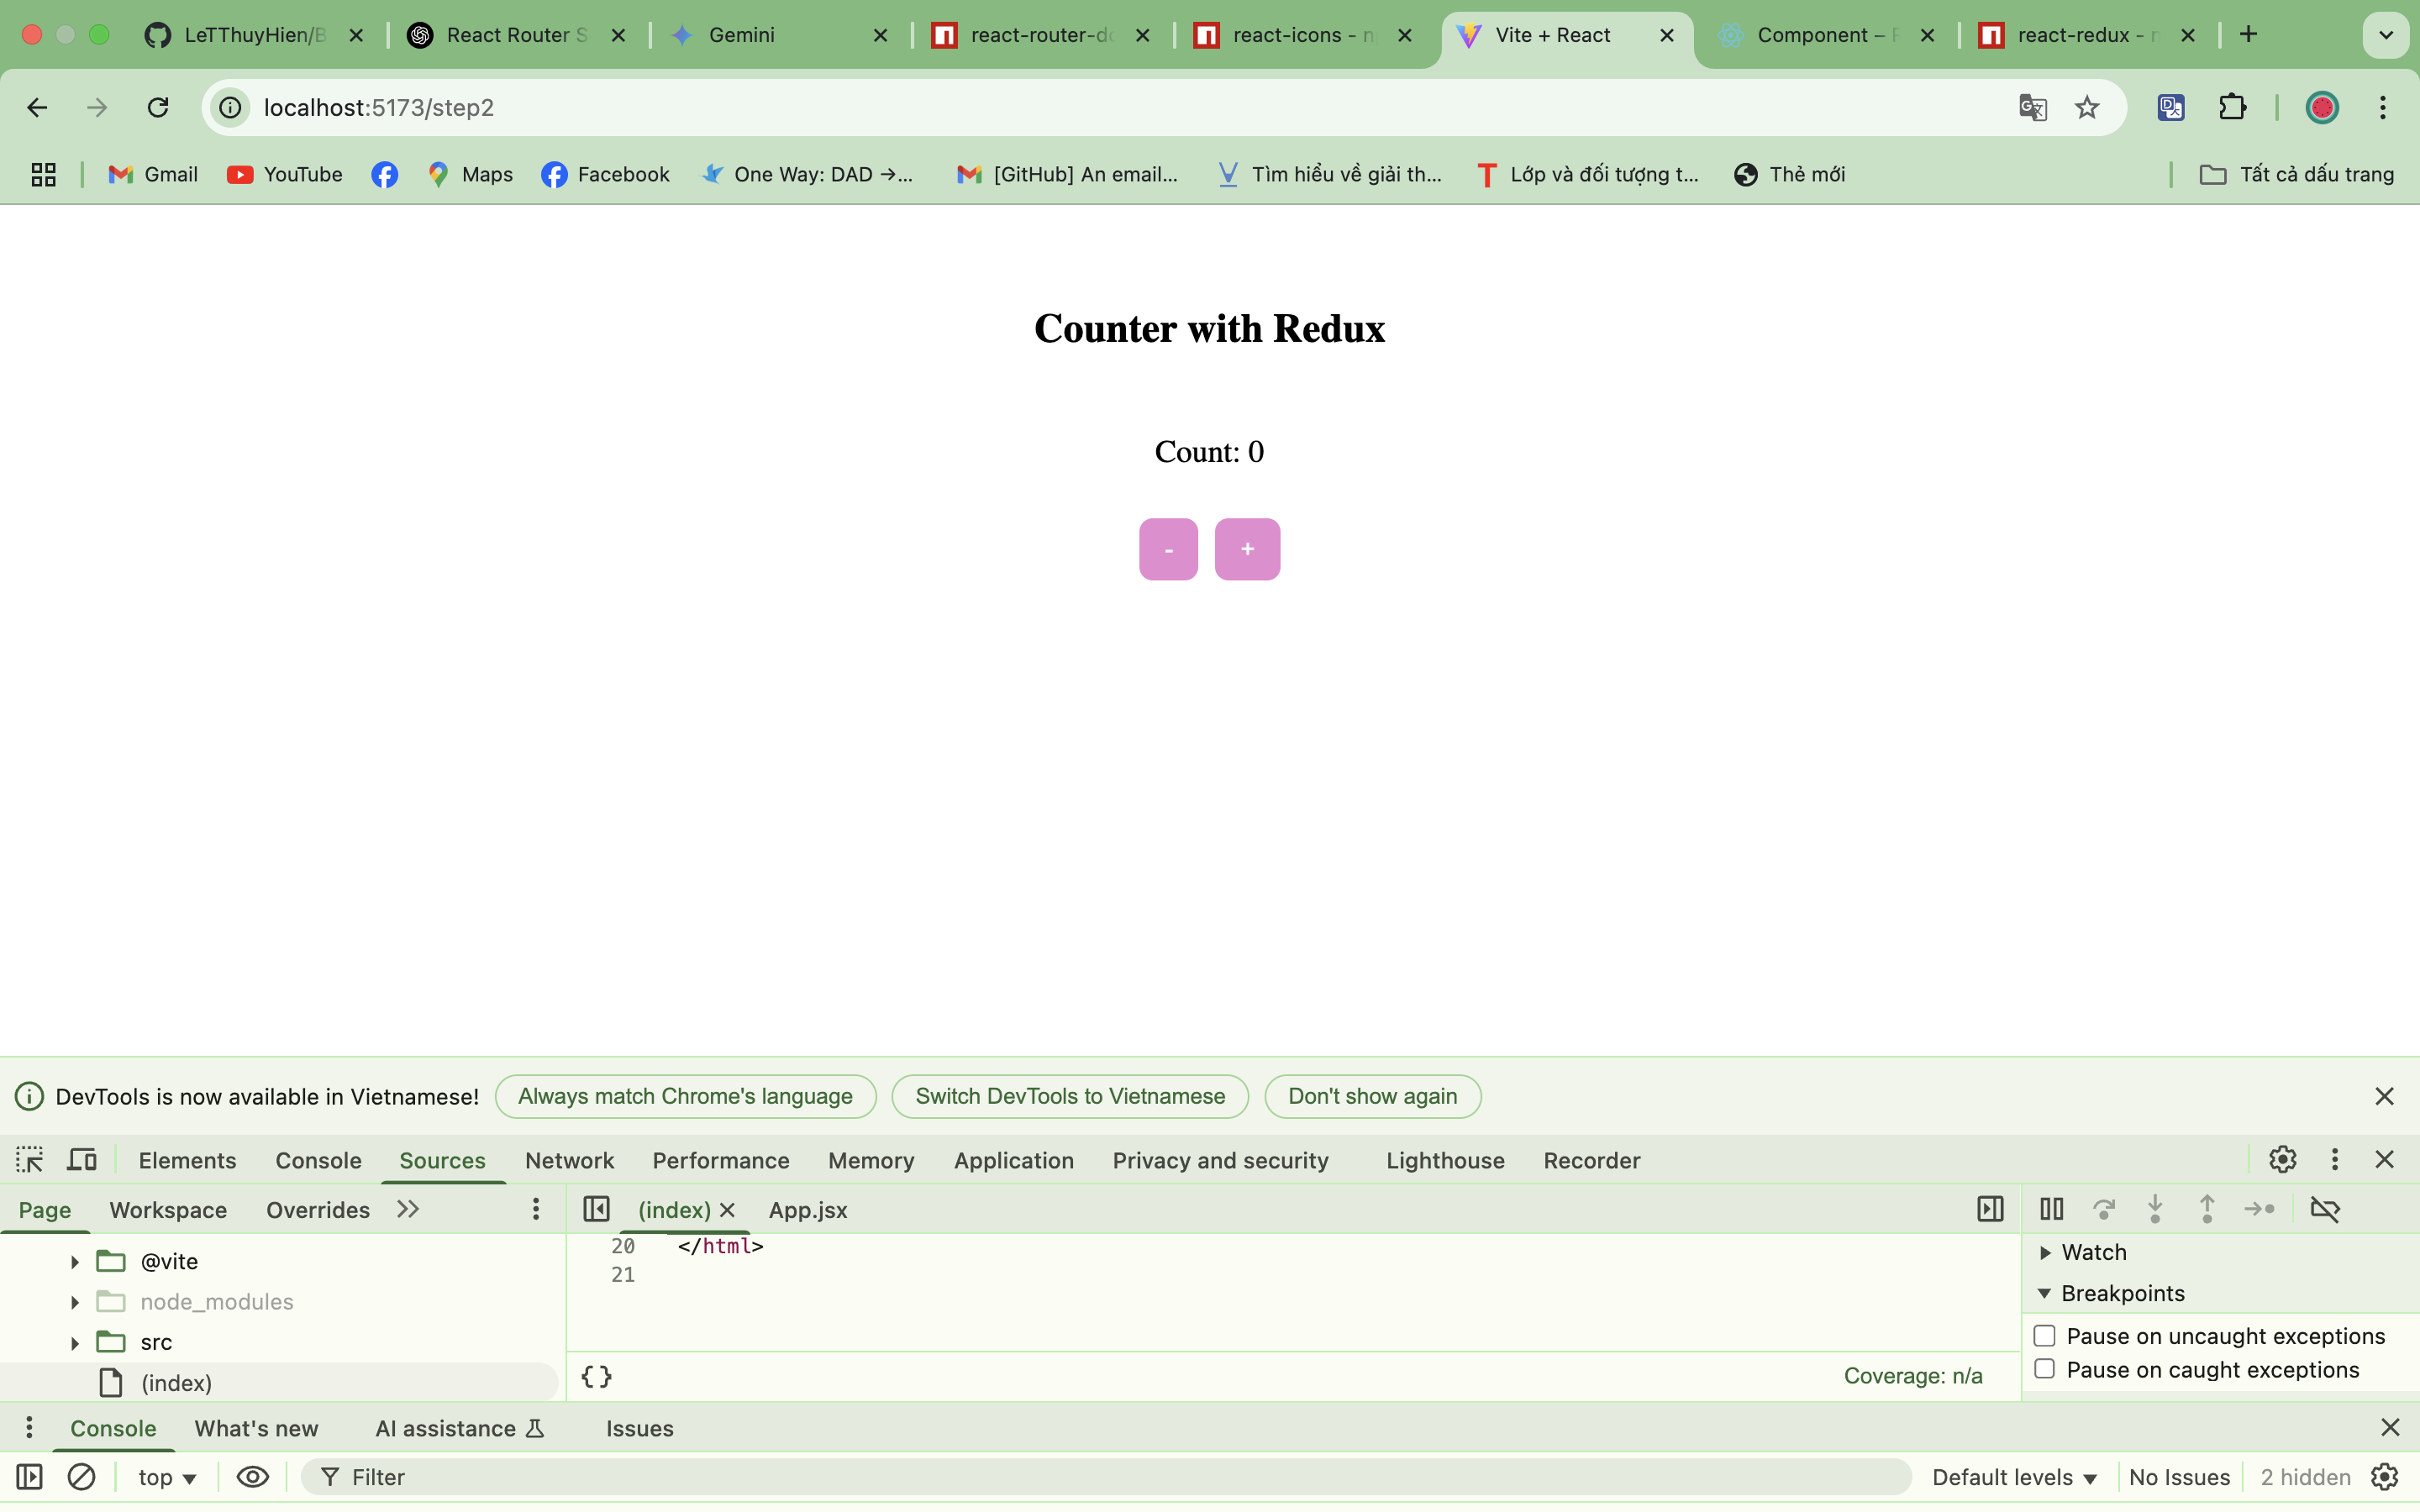 LeTThuyHien/B
React Router S
Gemini
react-router-do
react-icons - n
Vite + React
Component – R
react-redux - n
localhost:5173/step2
Gmail
YouTube
Maps
Facebook
One Way: DAD →...
[GitHub] An email...
Tìm hiểu về giải th...
Lớp và đối tượng t...
Thẻ mới
Tất cả dấu trang
Counter with Redux
Count: 0
- +
DevTools is now available in Vietnamese! Always match Chrome's language Switch DevTools to Vietnamese Don't show again
Elements Console Sources Network Performance Memory Application Privacy and security Lighthouse Recorder
Page Workspace Overrides
(index) App.jsx
@vite
node_modules
src
(index)
20 </html>
21
{ }
Coverage: n/a
Watch
Breakpoints
Pause on uncaught exceptions
Pause on caught exceptions
Console What's new AI assistance Issues
top Filter Default levels No Issues 2 hidden